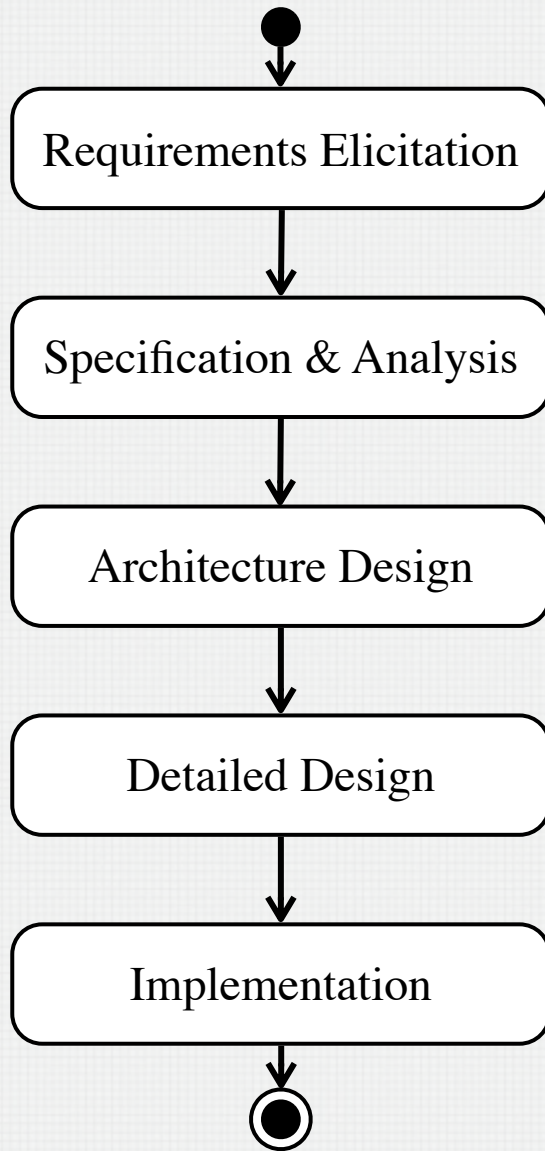 Requirements Elicitation
Specification & Analysis
Architecture Design
Detailed Design
Implementation